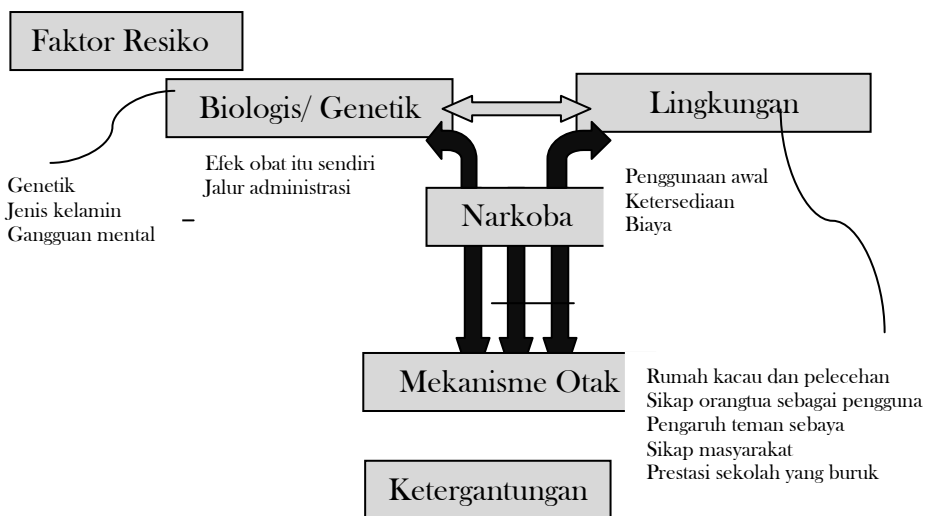 Faktor Resiko
Biologis/ Genetik
Lingkungan
Efek obat itu sendiri
Jalur administrasi
Genetik
Jenis kelamin
Gangguan mental
Narkoba
Penggunaan awal
Ketersediaan
Biaya
Mekanisme Otak
Rumah kacau dan pelecehan
Sikap orangtua sebagai pengguna
Pengaruh teman sebaya
Sikap masyarakat
Prestasi sekolah yang buruk
Ketergantungan